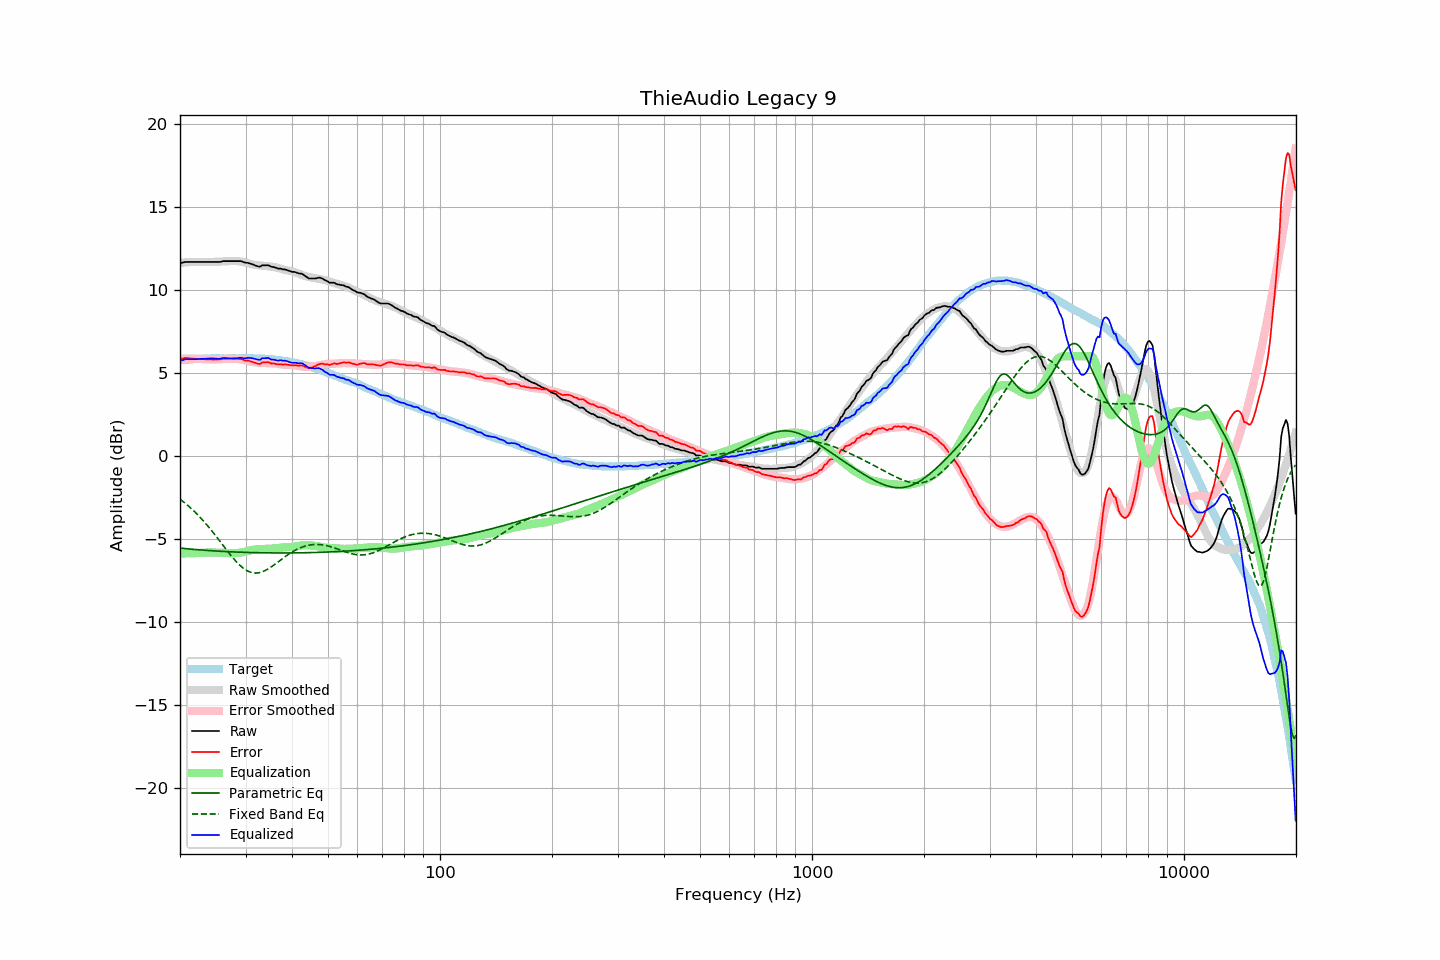 ThieAudio Legacy 9
20
15
10
5
0
−5
−10
−15
−20
Amplitude (dBr)
Target
Raw Smoothed
Error Smoothed
Raw
Error
Equalization
Parametric Eq
Fixed Band Eq
Equalized
100
1000
10000
Frequency (Hz)